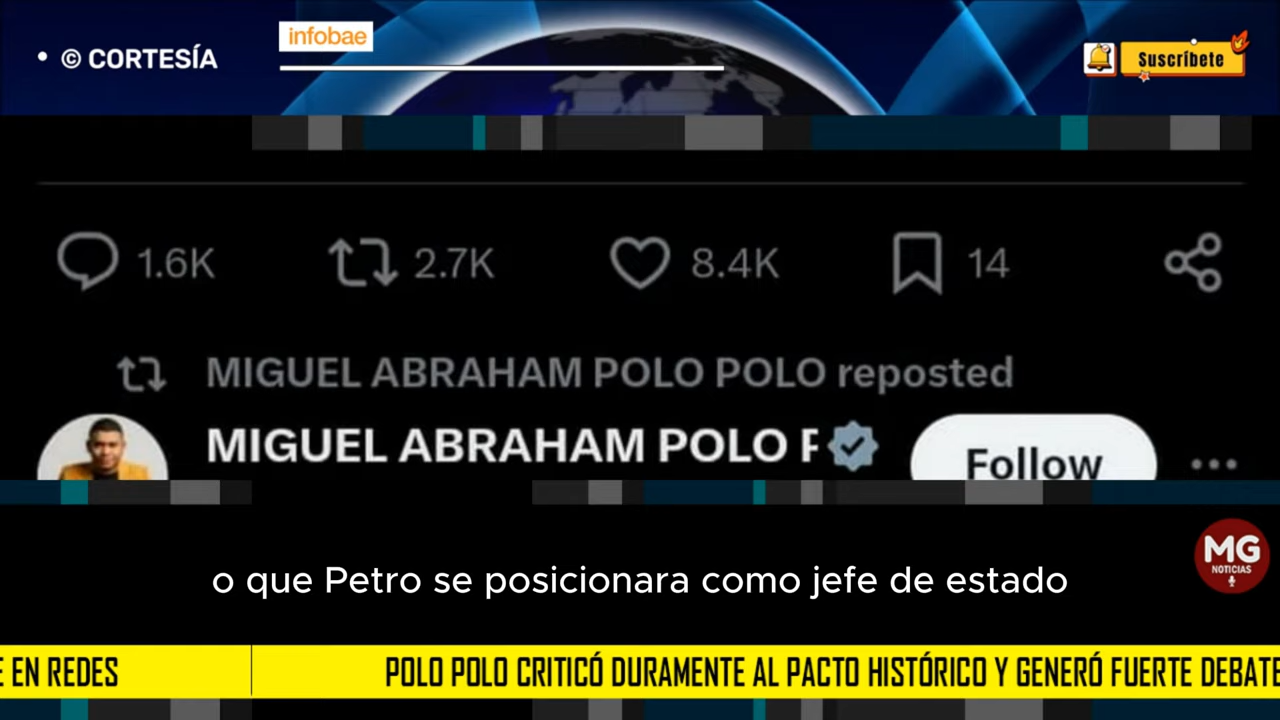 • © CORTESÍA
infobae
Suscríbete
1.6K 2.7K 8.4K 14
MIGUEL ABRAHAM POLO POLO reposted
MIGUEL ABRAHAM POLO P
Follow
MG
NOTICIAS
o que Petro se posicionara como jefe de estado
E EN REDES
POLO POLO CRITICÓ DURAMENTE AL PACTO HISTÓRICO Y GENERÓ FUERTE DEBATE